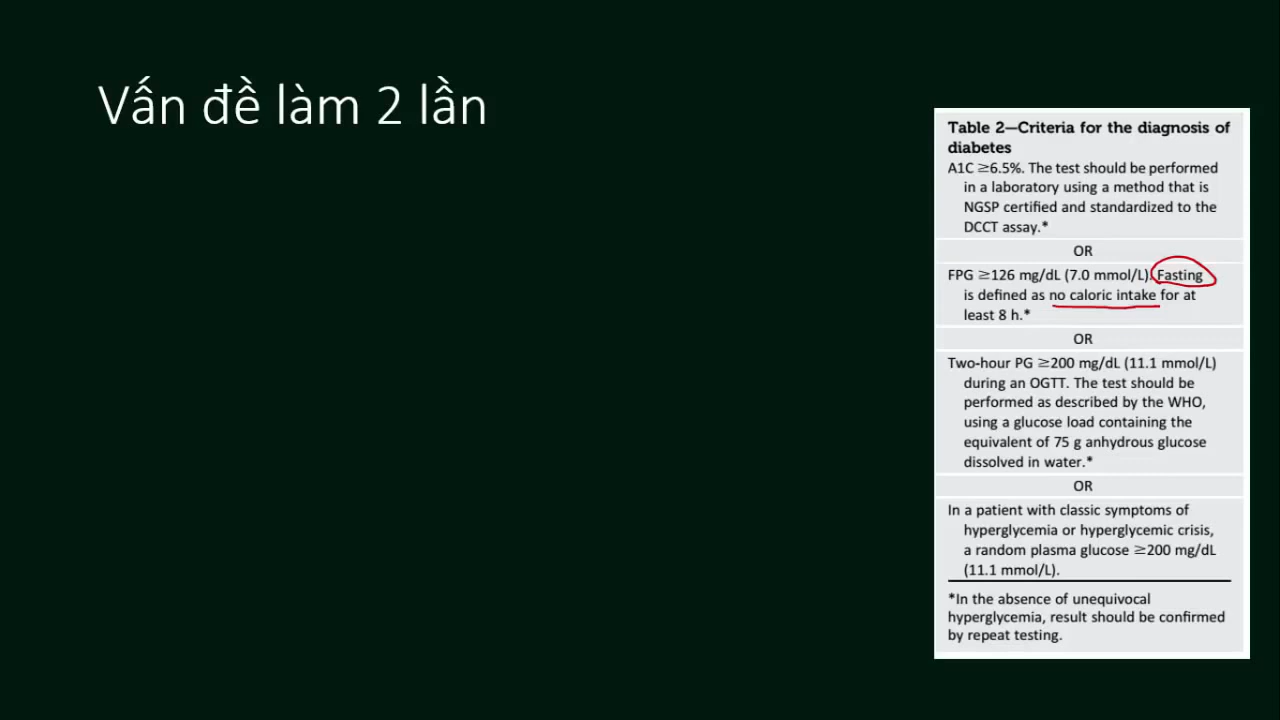 Vấn đề làm 2 lần
Table 2—Criteria for the diagnosis of
diabetes
A1C ≥6.5%. The test should be performed
in a laboratory using a method that is
NGSP certified and standardized to the
DCCT assay.*
OR
FPG ≥126 mg/dL (7.0 mmol/L). Fasting
is defined as no caloric intake for at
least 8 h.*
OR
Two-hour PG ≥200 mg/dL (11.1 mmol/L)
during an OGTT. The test should be
performed as described by the WHO,
using a glucose load containing the
equivalent of 75 g anhydrous glucose
dissolved in water.*
OR
In a patient with classic symptoms of
hyperglycemia or hyperglycemic crisis,
a random plasma glucose ≥200 mg/dL
(11.1 mmol/L).
*In the absence of unequivocal
hyperglycemia, result should be confirmed
by repeat testing.